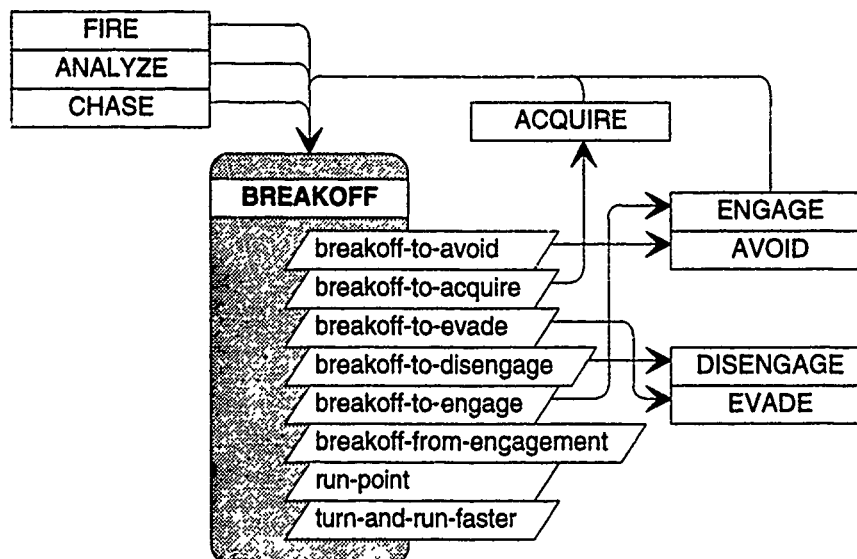 FIRE
ANALYZE
CHASE
ACQUIRE
BREAKOFF
ENGAGE
AVOID
breakoff-to-avoid
breakoff-to-acquire
breakoff-to-evade
breakoff-to-disengage
breakoff-to-engage
breakoff-from-engagement
run-point
turn-and-run-faster
DISENGAGE
EVADE